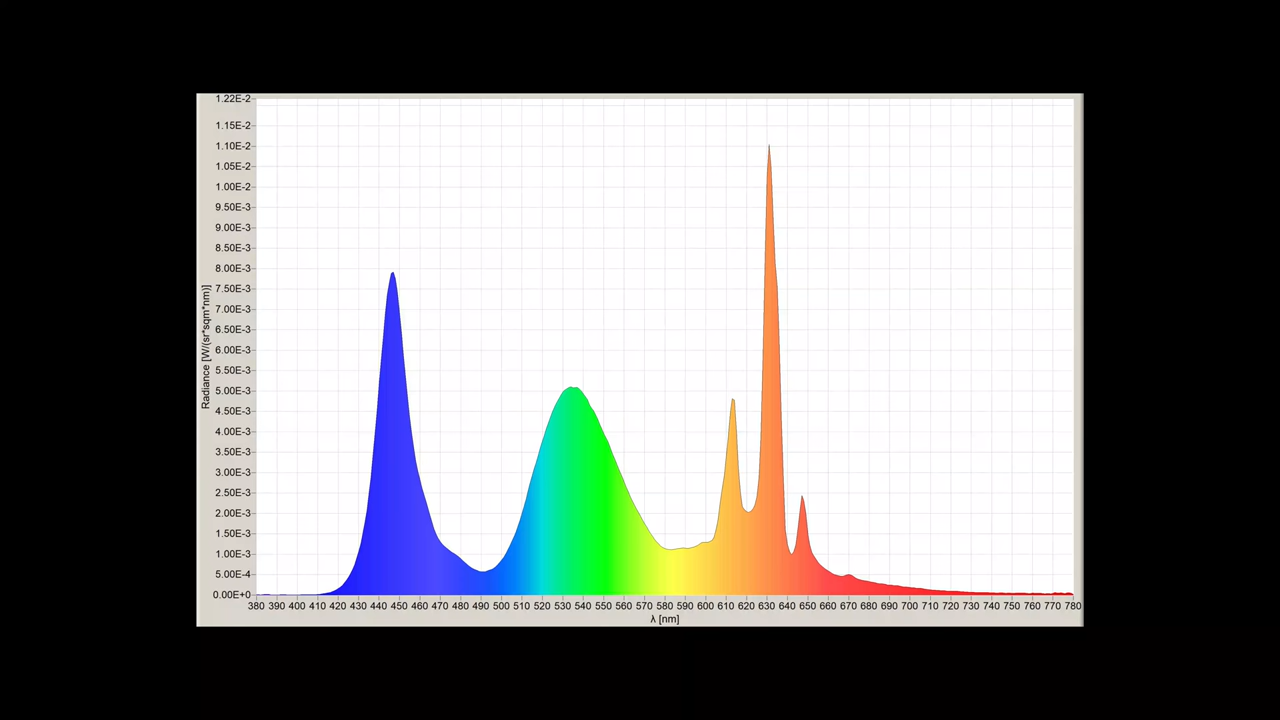 1.22E-2
1.15E-2
1.10E-2
1.05E-2
1.00E-2
9.50E-3
9.00E-3
8.50E-3
8.00E-3
7.50E-3
7.00E-3
6.50E-3
6.00E-3
5.50E-3
5.00E-3
4.50E-3
4.00E-3
3.50E-3
3.00E-3
2.50E-3
2.00E-3
1.50E-3
1.00E-3
5.00E-4
0.00E+0
Radiance [W/(sr*sqm*nm)]
380 390 400 410 420 430 440 450 460 470 480 490 500 510 520 530 540 550 560 570 580 590 600 610 620 630 640 650 660 670 680 690 700 710 720 730 740 750 760 770 780
λ [nm]